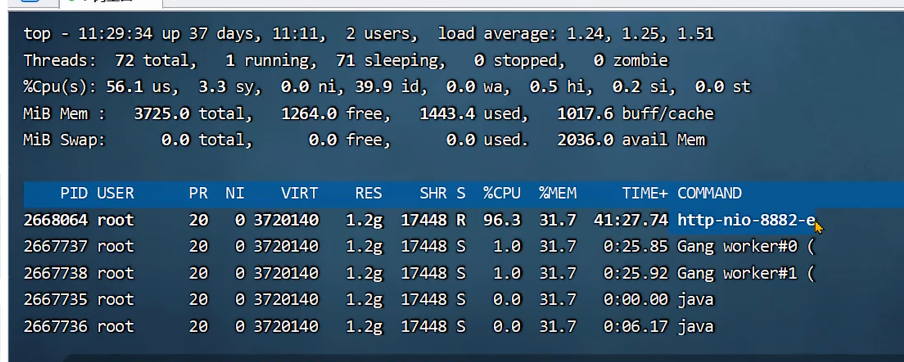 top - 11:29:34 up 37 days, 11:11,  2 users,  load average: 1.24, 1.25, 1.51
Threads:  72 total,   1 running,  71 sleeping,   0 stopped,   0 zombie
%Cpu(s): 56.1 us,  3.3 sy,  0.0 ni, 39.9 id,  0.0 wa,  0.5 hi,  0.2 si,  0.0 st
MiB Mem :   3725.0 total,   1264.0 free,   1443.4 used,   1017.6 buff/cache
MiB Swap:      0.0 total,      0.0 free,      0.0 used.   2036.0 avail Mem
PID USER      PR  NI    VIRT    RES    SHR S  %CPU  %MEM     TIME+ COMMAND
2668064 root      20   0 3720140   1.2g  17448 R  96.3  31.7  41:27.74 http-nio-8882-e
2667737 root      20   0 3720140   1.2g  17448 S   1.0  31.7   0:25.85 Gang worker#0 (
2667738 root      20   0 3720140   1.2g  17448 S   1.0  31.7   0:25.92 Gang worker#1 (
2667735 root      20   0 3720140   1.2g  17448 S   0.0  31.7   0:00.00 java
2667736 root      20   0 3720140   1.2g  17448 S   0.0  31.7   0:06.17 java